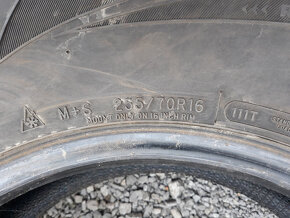 M+S 255/70R16 111T
MOUNT ONLY ON 16 INCH RIM